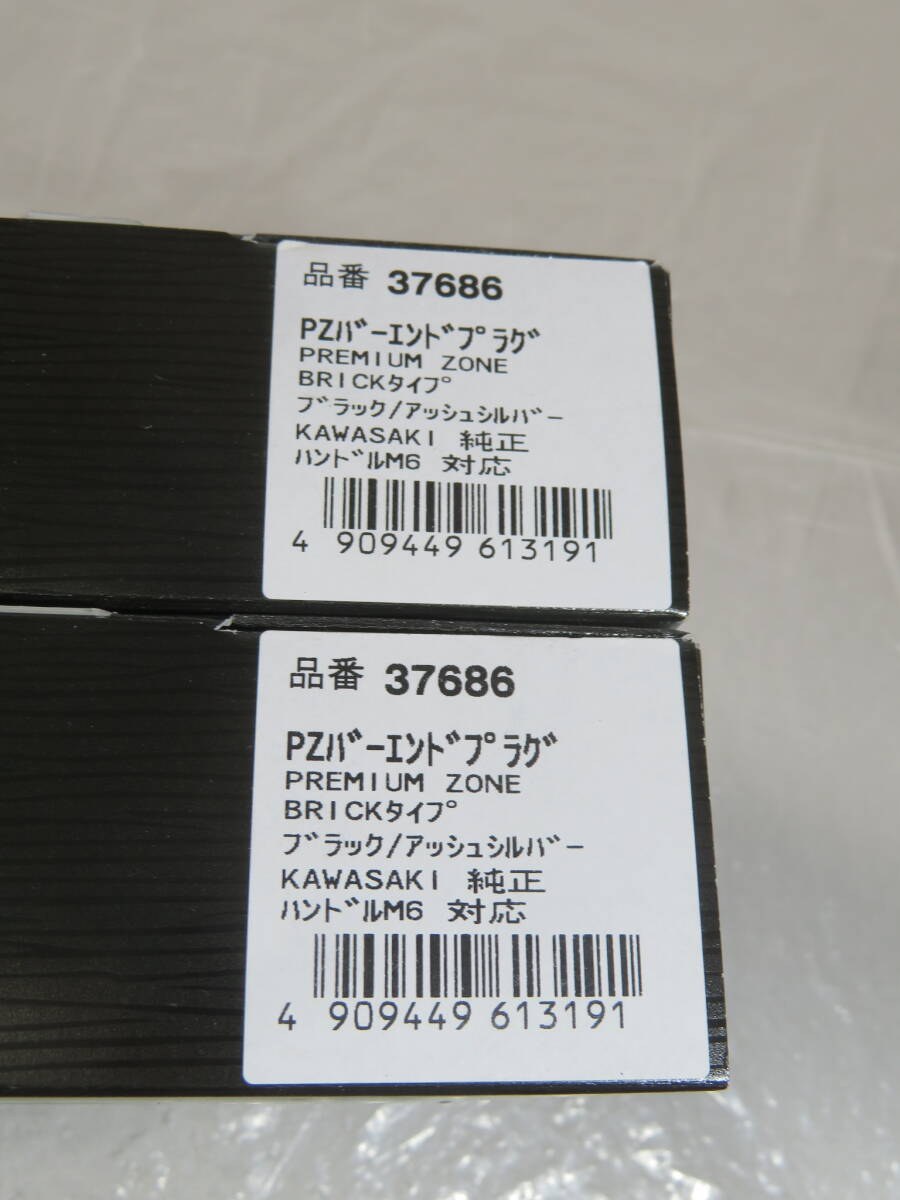 品番 37686
PZﾊﾞｰｴﾝﾄﾞﾌﾟﾗｸﾞ
PREMIUM ZONE
BRICKﾀｲﾌﾟ
ﾌﾞﾗｯｸ/ｱｯｼｭｼﾙﾊﾞｰ
KAWASAKI 純正
ﾊﾝﾄﾞﾙM6 対応
4 909449 613191
品番 37686
PZﾊﾞｰｴﾝﾄﾞﾌﾟﾗｸﾞ
PREMIUM ZONE
BRICKﾀｲﾌﾟ
ﾌﾞﾗｯｸ/ｱｯｼｭｼﾙﾊﾞｰ
KAWASAKI 純正
ﾊﾝﾄﾞﾙM6 対応
4 909449 613191